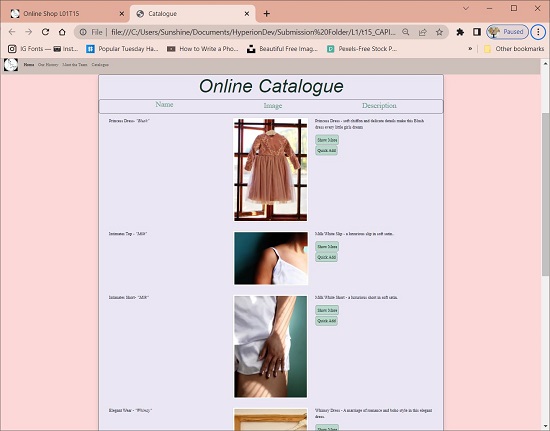 Online Shop L01T15
Catalogue
File | file:///C:/Users/Sunshine/Documents/HyperionDev/Submission%20Folder/L1/t15_CAPI...
Paused
IG Fonts — Inst...
Popular Tuesday Ha...
How to Write a Pho...
Beautiful Free Imag...
Pexels-Free Stock P...
Other bookmarks
Home Our History Meet the Team Catalogue
Online Catalogue
Name Image Description
Princess Dress- "Blush"
Princess Dress - soft chiffon and delicate details make this Blush
dress every little girls dream
Show More
Quick Add
Intimates Top - "Milk"
Milk White Slip - a luxurious slip in soft satin..
Show More
Quick Add
Intimates Short- "Milk"
Milk White Short - a luxurious short in soft satin.
Show More
Quick Add
Elegant Wear - "Whimsy"
Whimsy Dress - A marriage of romance and boho style in this elegant
dress.
Show More